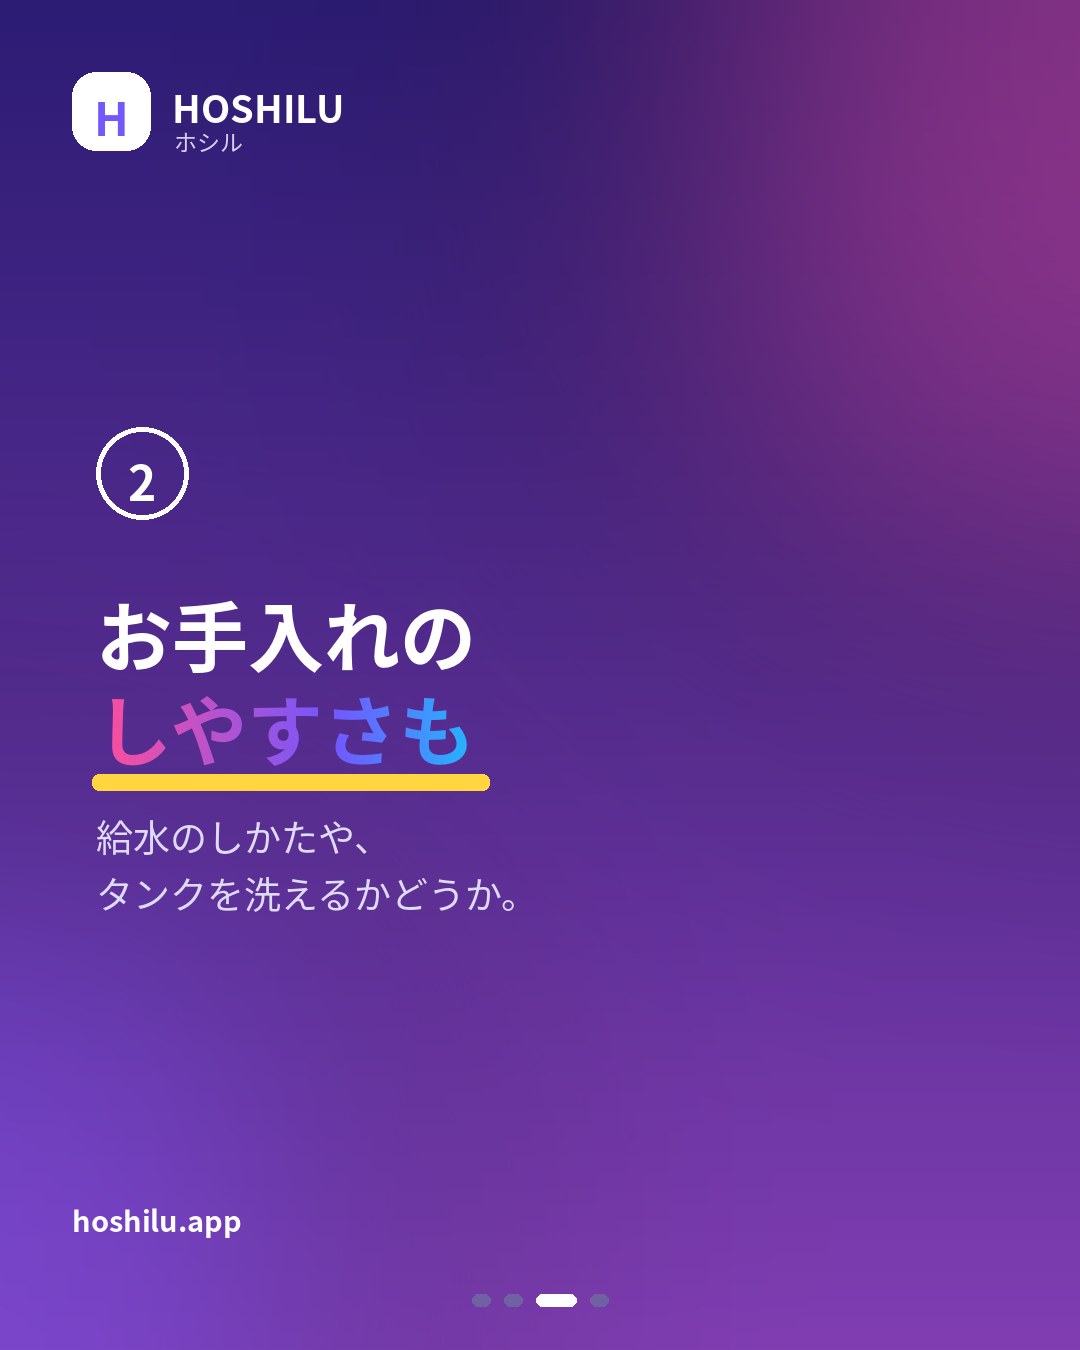 H
HOSHILU
ホシル
2
お手入れの
しやすさも
給水のしかたや、
タンクを洗えるかどうか。
hoshilu.app